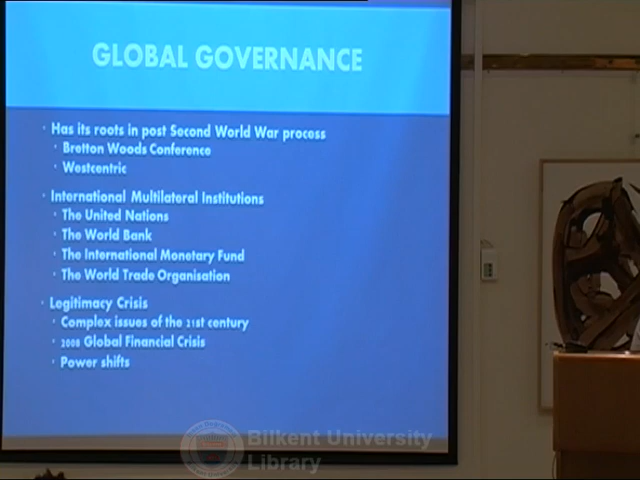 GLOBAL GOVERNANCE
Has its roots in post Second World War process
Bretton Woods Conference
Westcentric
International Multilateral Institutions
The United Nations
The World Bank
The International Monetary Fund
The World Trade Organisation
Legitimacy Crisis
Complex issues of the 21st century
2008 Global Financial Crisis
Power shifts
Bilkent University
Library